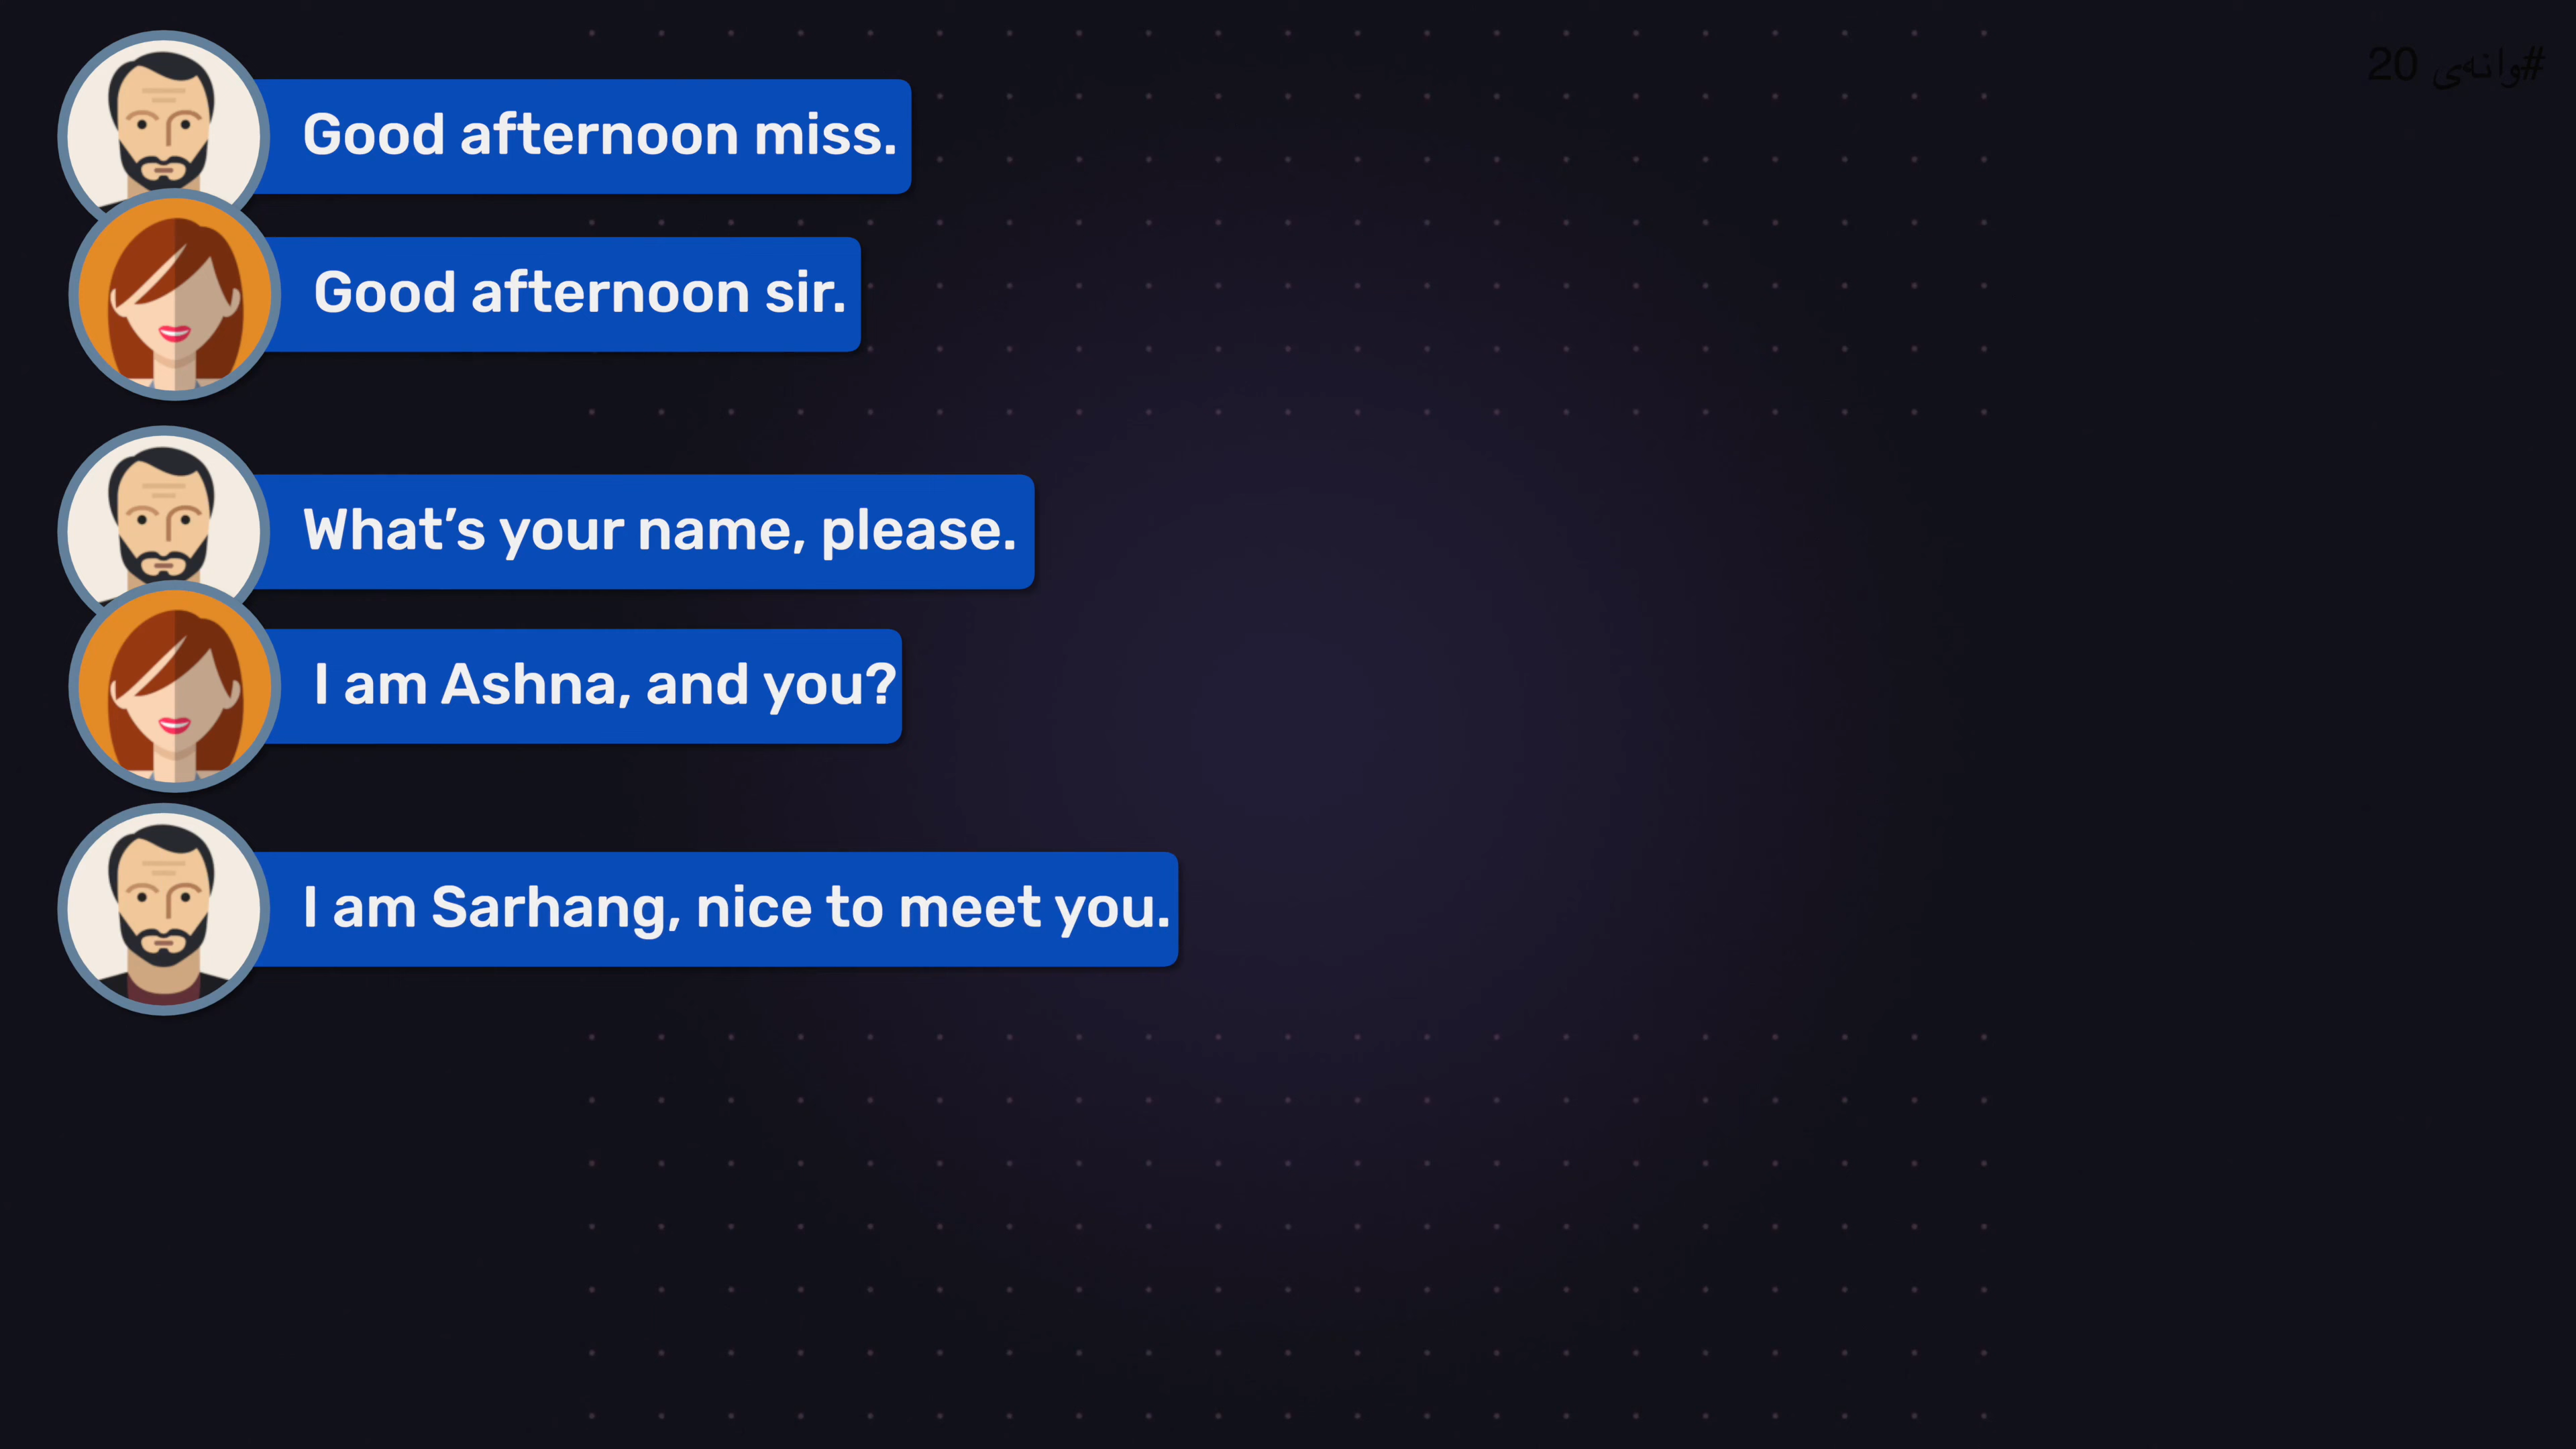 #وانەی 20
Good afternoon miss.
Good afternoon sir.
What’s your name, please.
I am Ashna, and you?
I am Sarhang, nice to meet you.